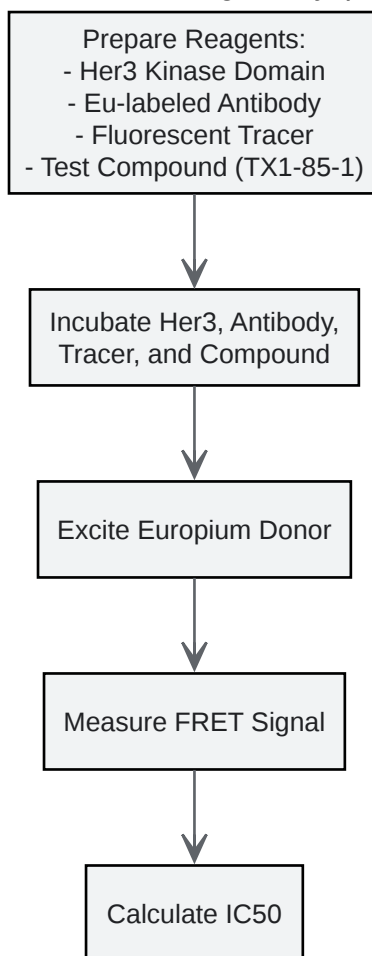 Prepare Reagents:
- Her3 Kinase Domain
- Eu-labeled Antibody
- Fluorescent Tracer
- Test Compound (TX1-85-1)
Incubate Her3, Antibody,
Tracer, and Compound
Excite Europium Donor
Measure FRET Signal
Calculate IC50